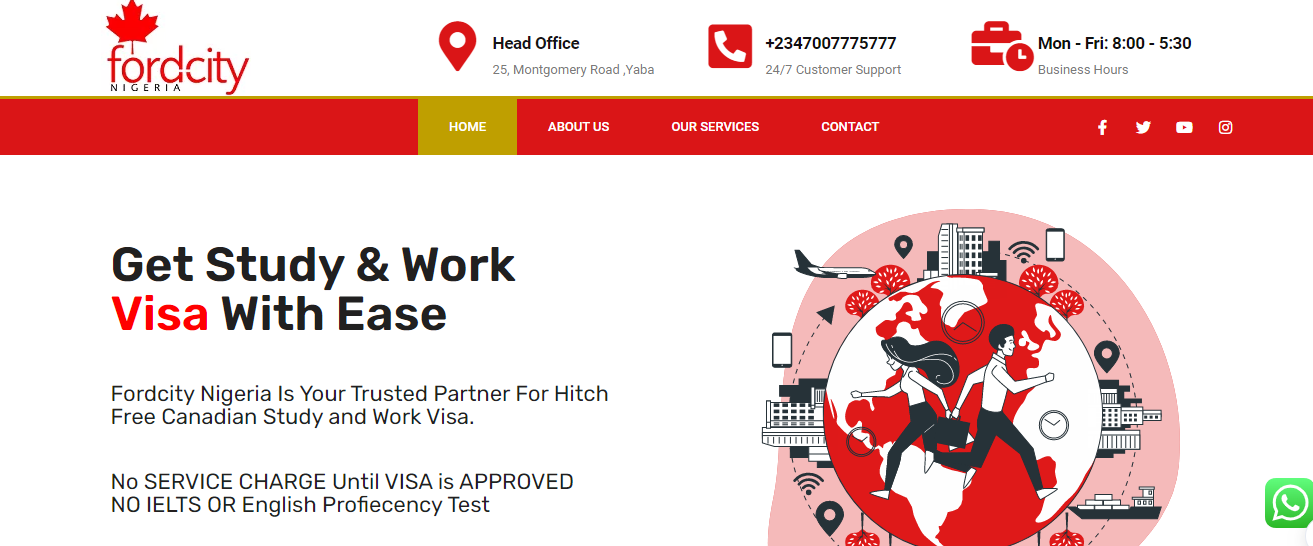 fordcity
NIGERIA
Head Office
25, Montgomery Road ,Yaba
+2347007775777
24/7 Customer Support
Mon - Fri: 8:00 - 5:30
Business Hours
HOME
ABOUT US
OUR SERVICES
CONTACT
Get Study & Work
Visa With Ease
Fordcity Nigeria Is Your Trusted Partner For Hitch
Free Canadian Study and Work Visa.
No SERVICE CHARGE Until VISA is APPROVED
NO IELTS OR English Profiecency Test